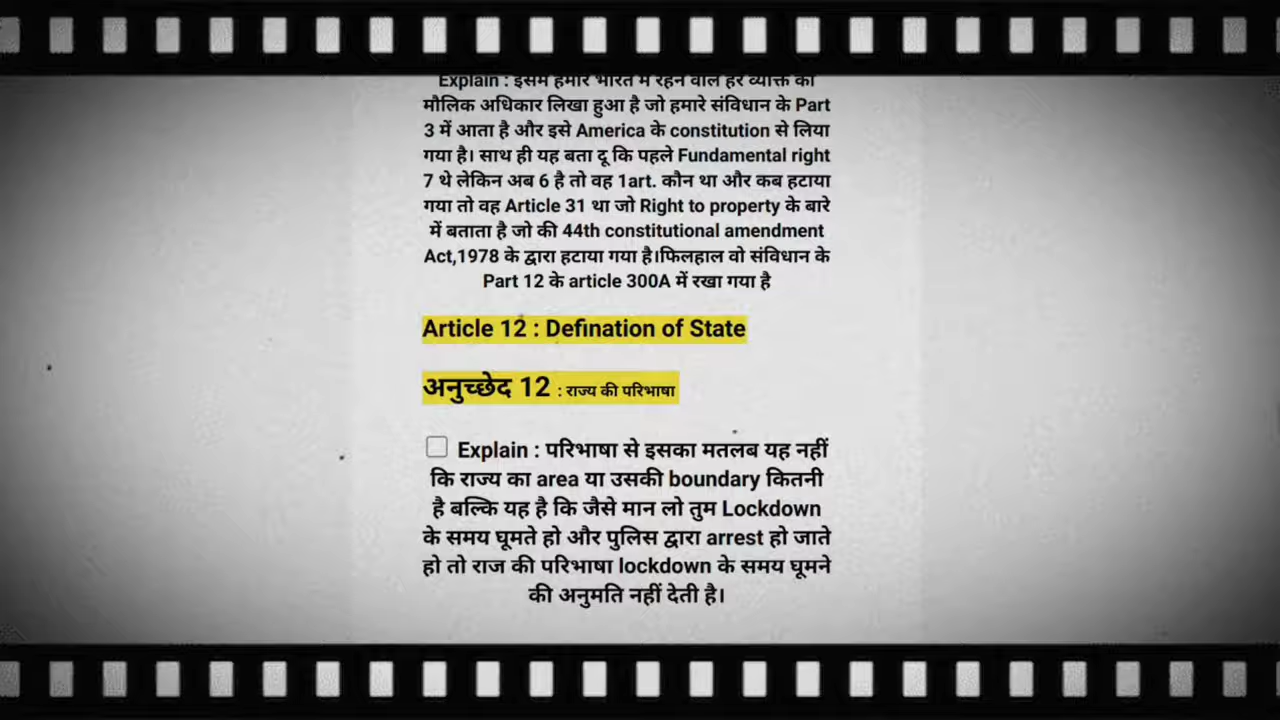 Explain : इसमें हमारे भारत में रहने वाले हर व्यक्ति का
मौलिक अधिकार लिखा हुआ है जो हमारे संविधान के Part
3 में आता है और इसे America के constitution से लिया
गया है। साथ ही यह बता दू कि पहले Fundamental right
7 थे लेकिन अब 6 है तो वह 1art. कौन था और कब हटाया
गया तो वह Article 31 था जो Right to property के बारे
में बताता है जो की 44th constitutional amendment
Act,1978 के द्वारा हटाया गया है।फिलहाल वो संविधान के
Part 12 के article 300A में रखा गया है
Article 12 : Defination of State
अनुच्छेद 12 : राज्य की परिभाषा
Explain : परिभाषा से इसका मतलब यह नहीं
कि राज्य का area या उसकी boundary कितनी
है बल्कि यह है कि जैसे मान लो तुम Lockdown
के समय घूमते हो और पुलिस द्वारा arrest हो जाते
हो तो राज की परिभाषा lockdown के समय घूमने
की अनुमति नहीं देती है।